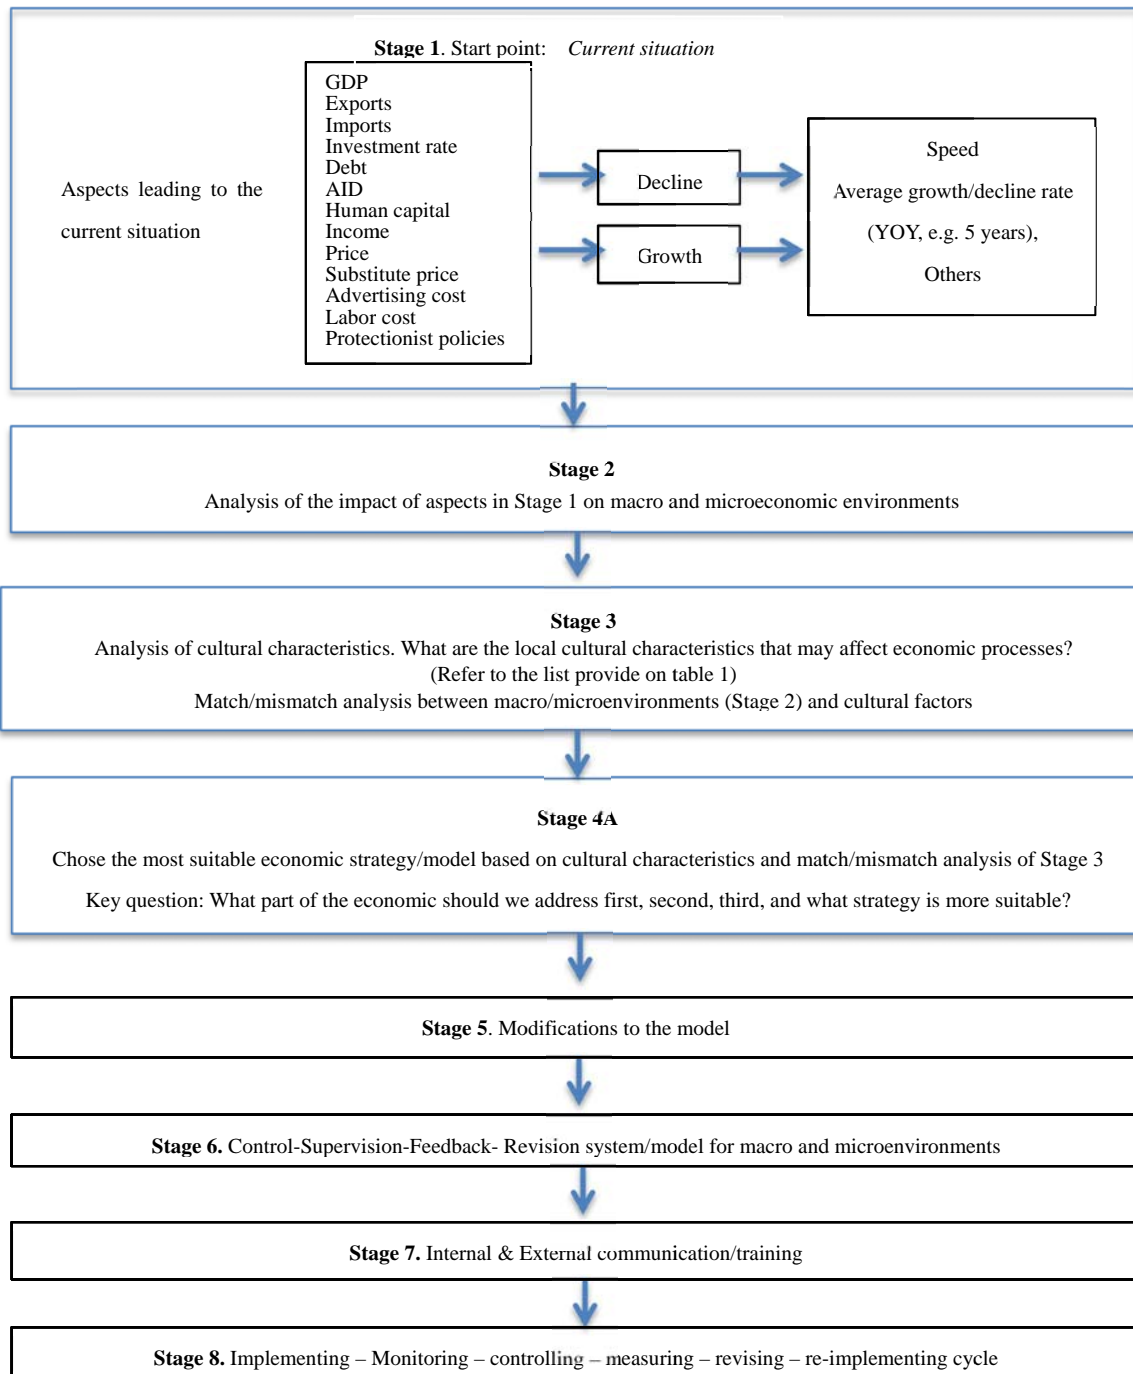 Stage 1. Start point: Current situation
GDP
Exports
Imports
Investment rate
Debt
AID
Human capital
Income
Price
Substitute price
Advertising cost
Labor cost
Protectionist policies
Aspects leading to the
current situation
Decline
Growth
Speed
Average growth/decline rate
(YOY, e.g. 5 years),
Others
Stage 2
Analysis of the impact of aspects in Stage 1 on macro and microeconomic environments
Stage 3
Analysis of cultural characteristics. What are the local cultural characteristics that may affect economic processes?
(Refer to the list provide on table 1)
Match/mismatch analysis between macro/microenvironments (Stage 2) and cultural factors
Stage 4A
Chose the most suitable economic strategy/model based on cultural characteristics and match/mismatch analysis of Stage 3
Key question: What part of the economic should we address first, second, third, and what strategy is more suitable?
Stage 5. Modifications to the model
Stage 6. Control-Supervision-Feedback- Revision system/model for macro and microenvironments
Stage 7. Internal & External communication/training
Stage 8. Implementing – Monitoring – controlling – measuring – revising – re-implementing cycle